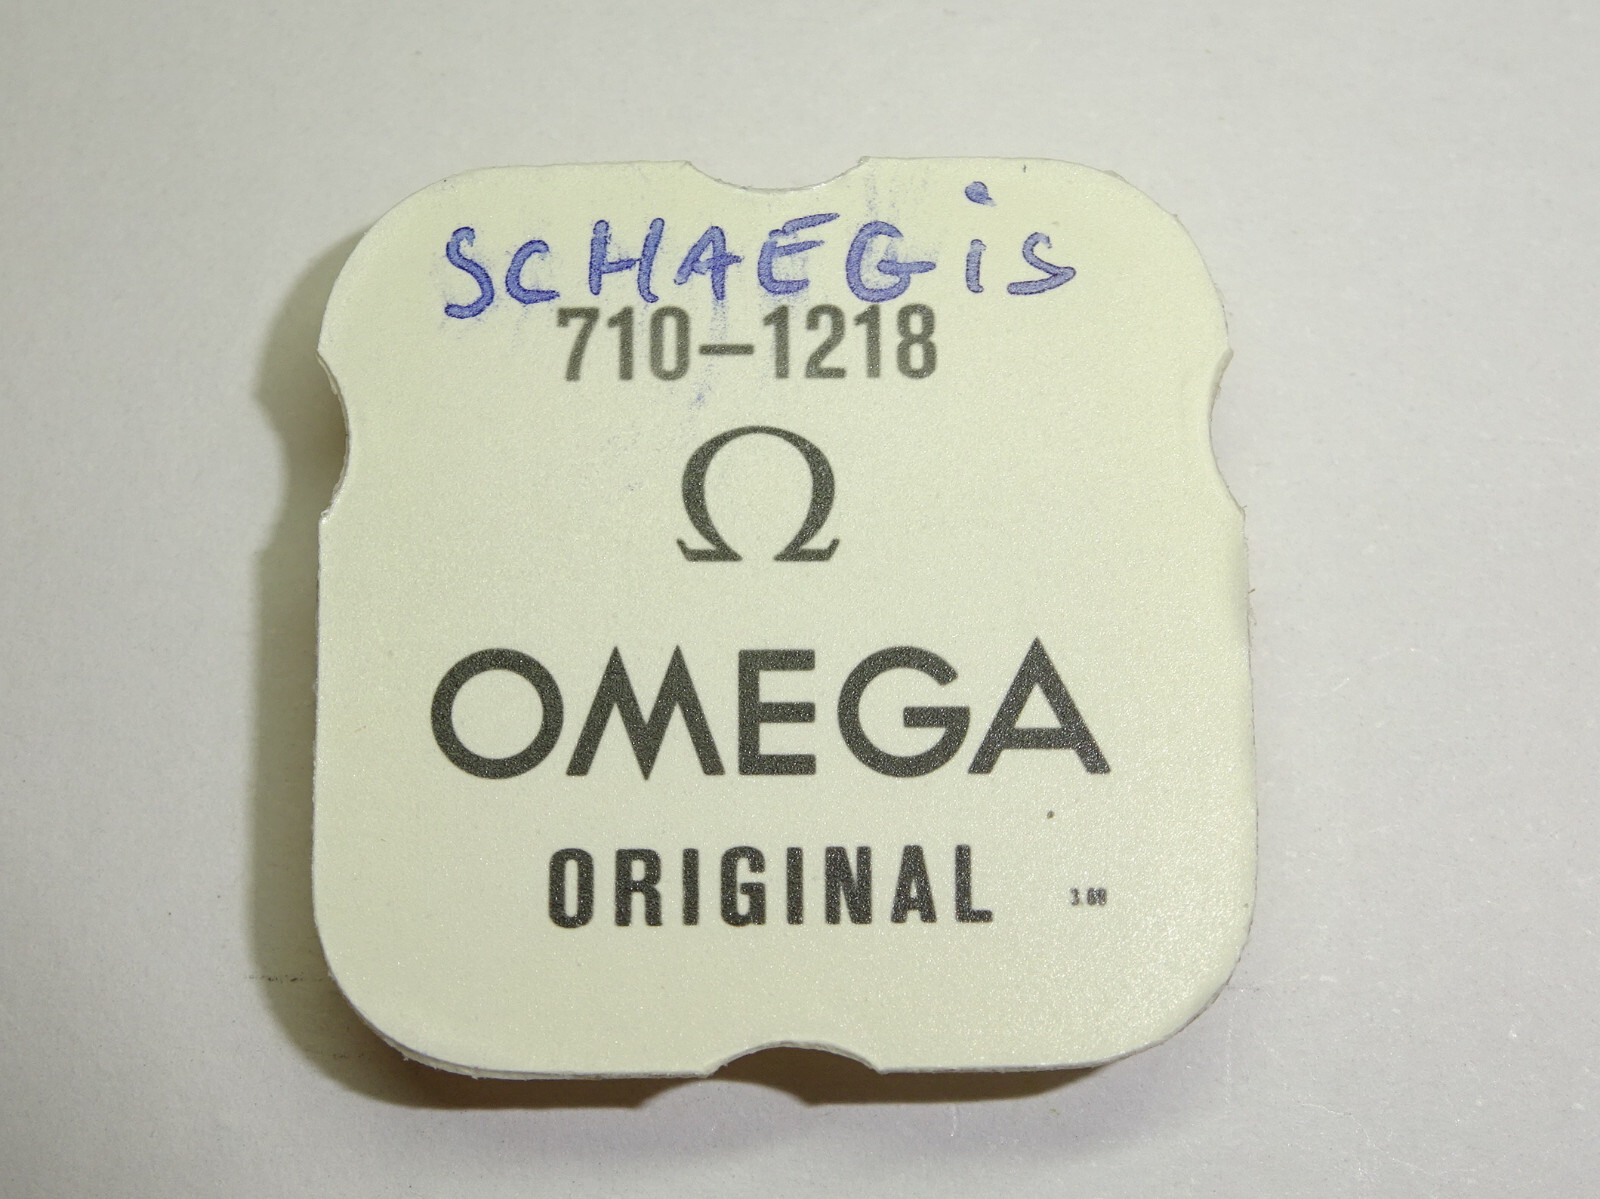 SCHAEGiS
710-1218
Ω
OMEGA
ORIGINAL